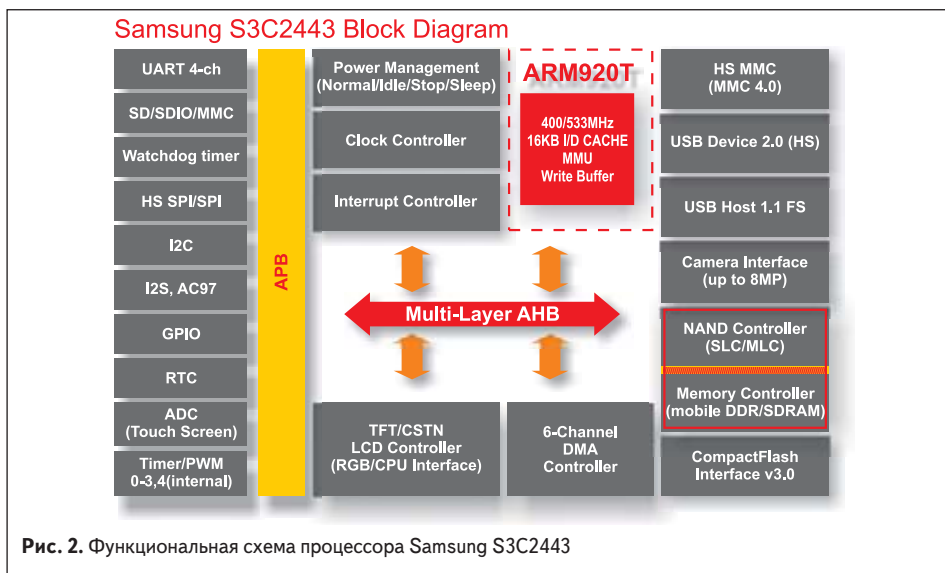 Samsung S3C2443 Block Diagram
UART 4-ch
SD/SDIO/MMC
Watchdog timer
HS SPI/SPI
I2C
I2S, AC97
GPIO
RTC
ADC
(Touch Screen)
Timer/PWM
0-3,4(internal)
APB
Power Management
(Normal/Idle/Stop/Sleep)
Clock Controller
Interrupt Controller
ARM920T
400/533MHz
16KB I/D CACHE
MMU
Write Buffer
Multi-Layer AHB
TFT/CSTN
LCD Controller
(RGB/CPU Interface)
6-Channel
DMA
Controller
HS MMC
(MMC 4.0)
USB Device 2.0 (HS)
USB Host 1.1 FS
Camera Interface
(up to 8MP)
NAND Controller
(SLC/MLC)
Memory Controller
(mobile DDR/SDRAM)
CompactFlash
Interface v3.0
Рис. 2. Функциональная схема процессора Samsung S3C2443